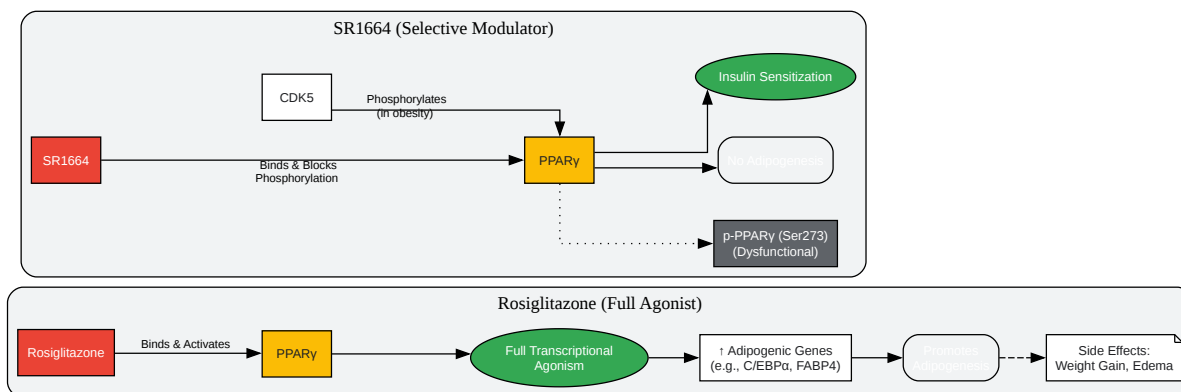 SR1664 (Selective Modulator)
Insulin Sensitization
CDK5
Phosphorylates
(in obesity)
SR1664
Binds & Blocks
Phosphorylation
PPARγ
No Adipogenesis
p-PPARγ (Ser273)
(Dysfunctional)
Rosiglitazone (Full Agonist)
Rosiglitazone
Binds & Activates
PPARγ
Full Transcriptional
Agonism
↑ Adipogenic Genes
(e.g., C/EBPα, FABP4)
Promotes
Adipogenesis
Side Effects:
Weight Gain, Edema